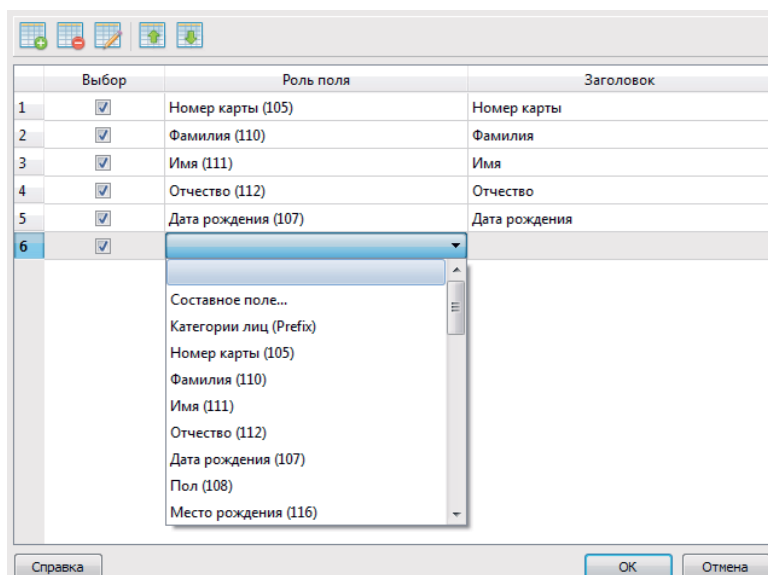 Выбор Роль поля Заголовок
1 Номер карты (105) Номер карты
2 Фамилия (110) Фамилия
3 Имя (111) Имя
4 Отчество (112) Отчество
5 Дата рождения (107) Дата рождения
6
Составное поле...
Категории лиц (Prefix)
Номер карты (105)
Фамилия (110)
Имя (111)
Отчество (112)
Дата рождения (107)
Пол (108)
Место рождения (116)
Справка ОК Отмена